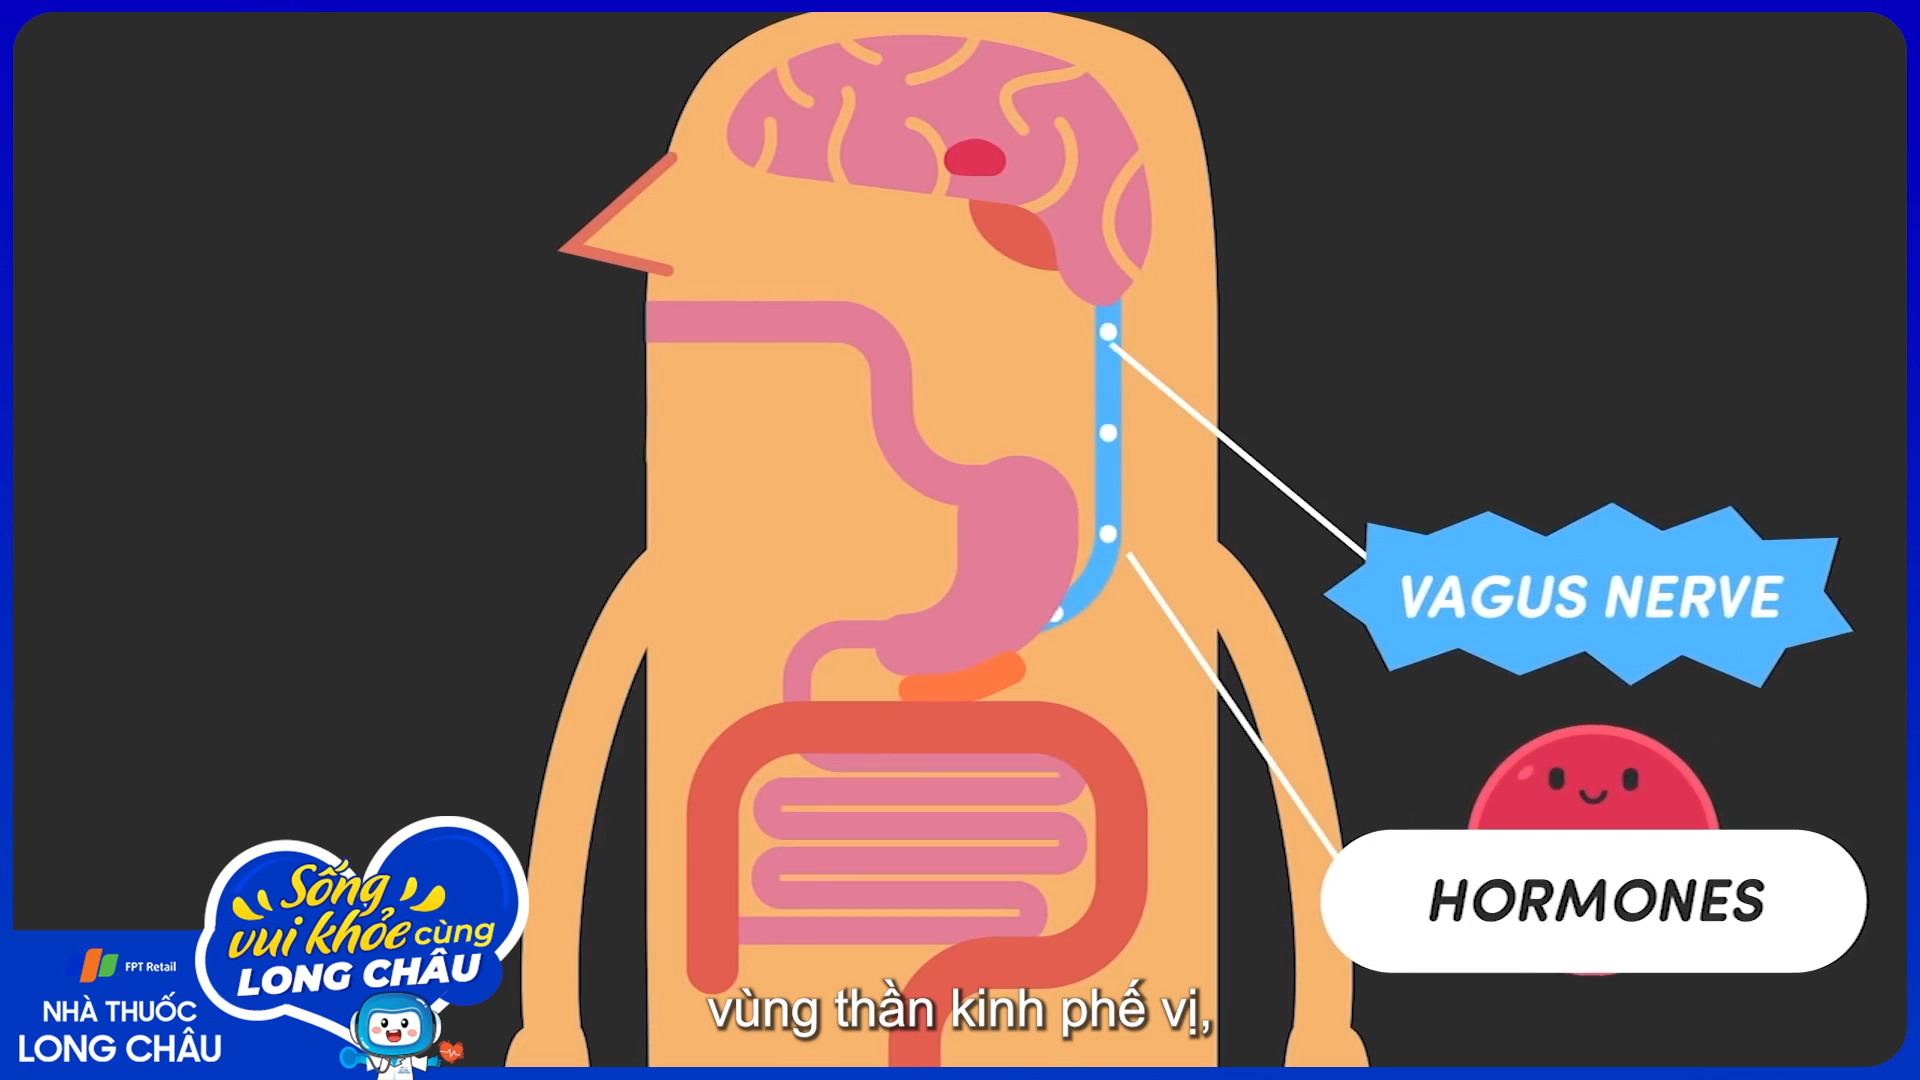 VAGUS NERVE
HORMONES
Sống
vui khỏe cùng
LONG CHÂU
FPT Retail
NHÀ THUỐC
LONG CHÂU
vùng thần kinh phế vị,